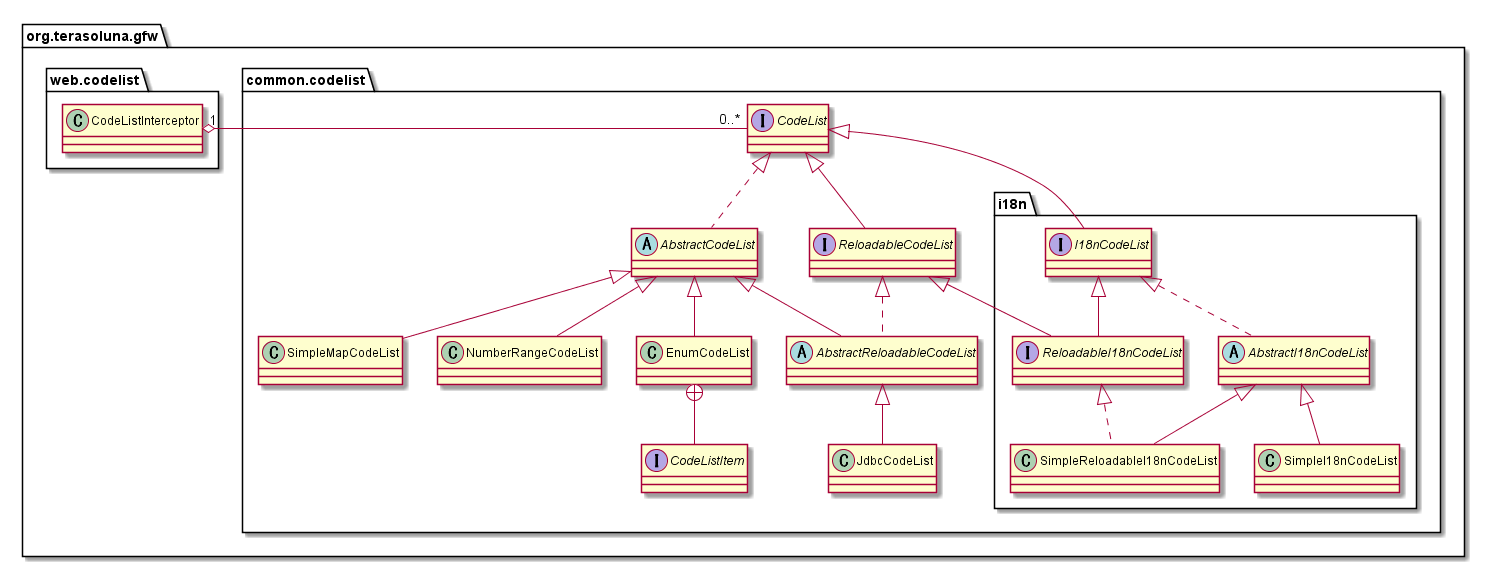 org.terasoluna.gfw
web.codelist
common.codelist
C CodeListInterceptor
1
0..*
I CodeList
i18n
A AbstractCodeList
I ReloadableCodeList
I I18nCodeList
C SimpleMapCodeList
C NumberRangeCodeList
C EnumCodeList
A AbstractReloadableCodeList
I ReloadableI18nCodeList
A AbstractI18nCodeList
I CodeListItem
C JdbcCodeList
C SimpleReloadableI18nCodeList
C SimpleI18nCodeList